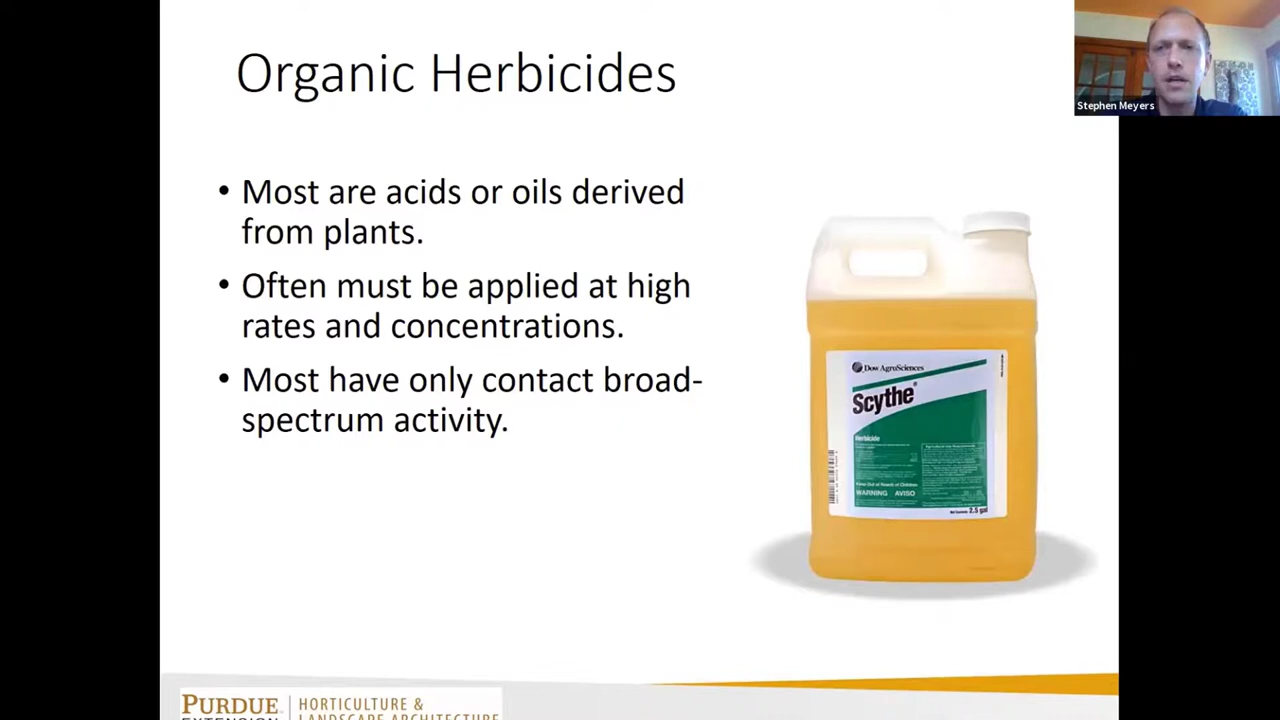 Organic Herbicides
Stephen Meyers
• Most are acids or oils derived
from plants.
• Often must be applied at high
rates and concentrations.
• Most have only contact broad-
spectrum activity.
Dow AgroSciences
Scythe®
Herbicide
Keep Out of Reach of Children
WARNING AVISO
2.5 gal
PURDUE
EXTENSION
HORTICULTURE &
LANDSCAPE ARCHITECTURE